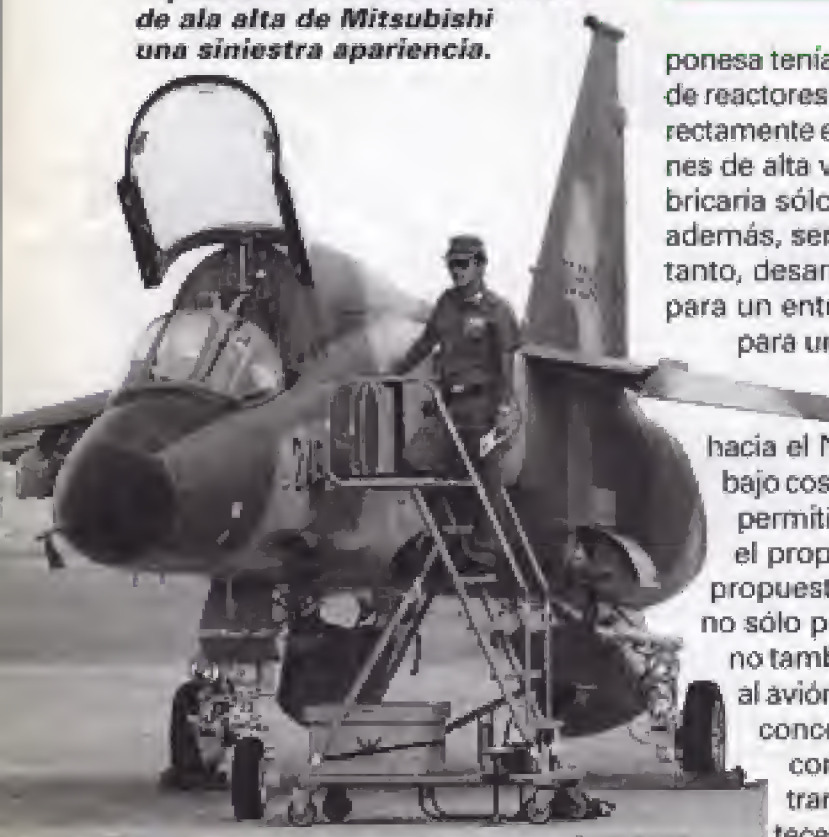 de ala alta de Mitsubishi
una siniestra apariencia.
ponesa tenía
de reactores
rectamente e
nes de alta v
bricaria sólo
además, ser
tanto, desar
para un entr
para un
hacia el N
bajo cos
permiti
el prop
propuest
no sólo p
no tamb
al avión
conc
con
tran